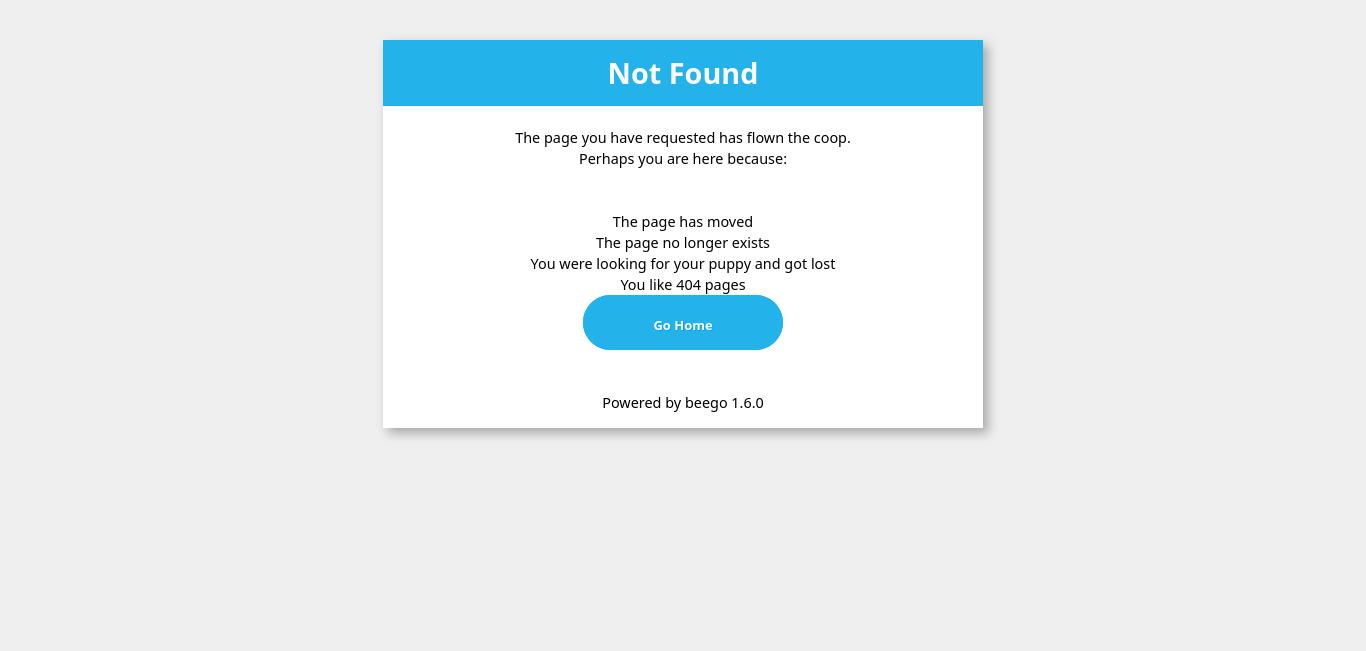 Not Found
The page you have requested has flown the coop.
Perhaps you are here because:
The page has moved
The page no longer exists
You were looking for your puppy and got lost
You like 404 pages
Go Home
Powered by beego 1.6.0